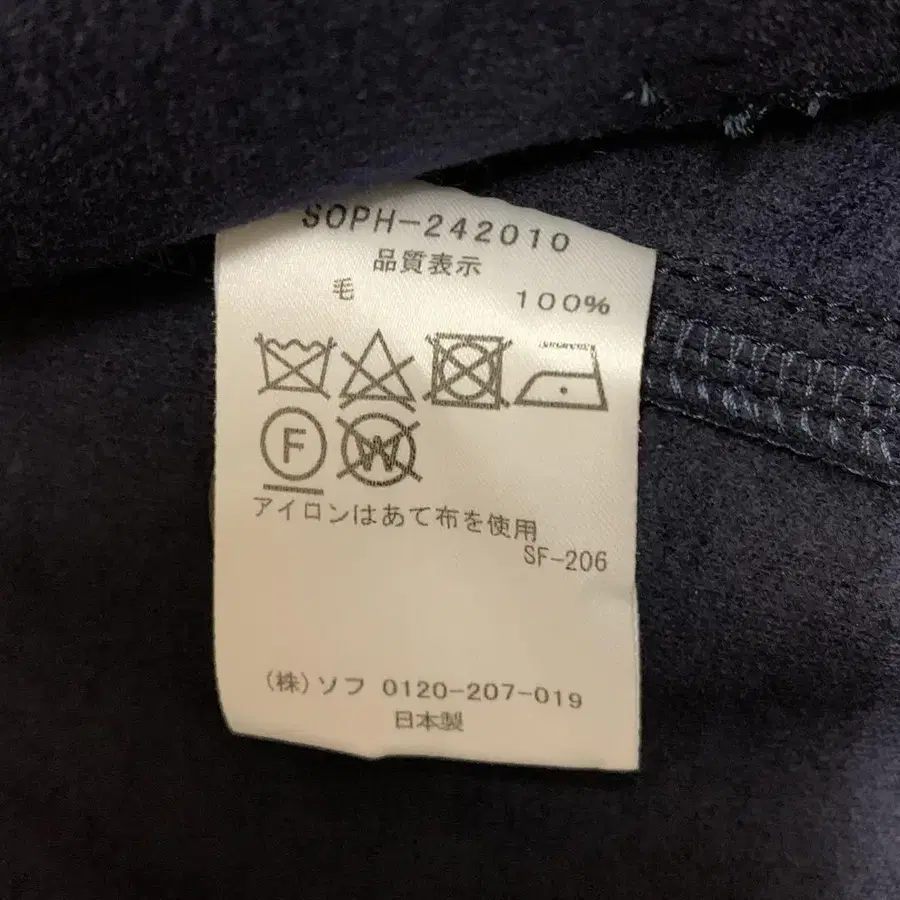 SOPH-242010
品質表示
毛 100%
F W
アイロンはあて布を使用
SF-206
(株)ソフ 0120-207-019
日本製